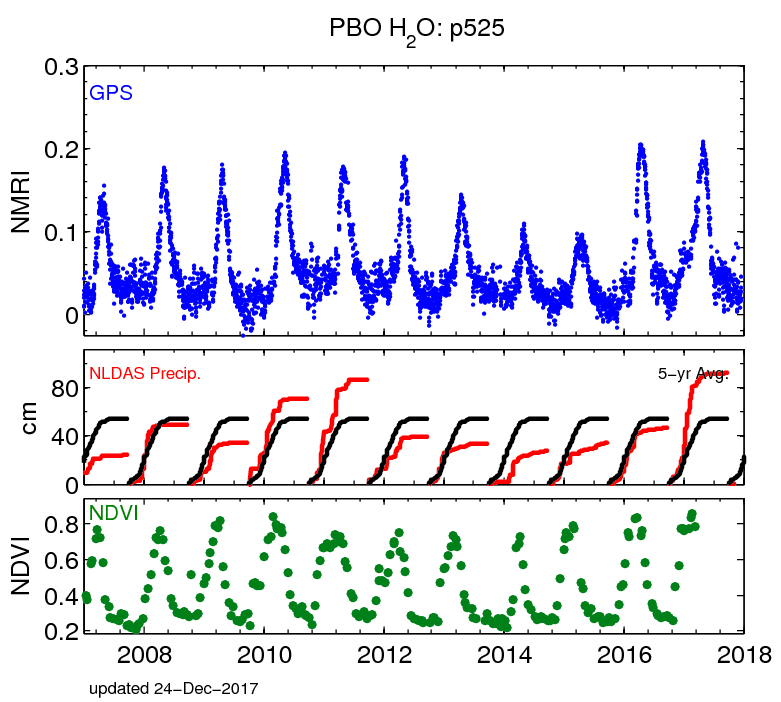 PBO H₂O: p525
0.3
GPS
0.2
NMRI
0.1
0
NLDAS Precip.
5−yr Avg.
80
cm
40
0
NDVI
0.8
NDVI
0.6
0.4
0.2
2008 2010 2012 2014 2016 2018
updated 24−Dec−2017